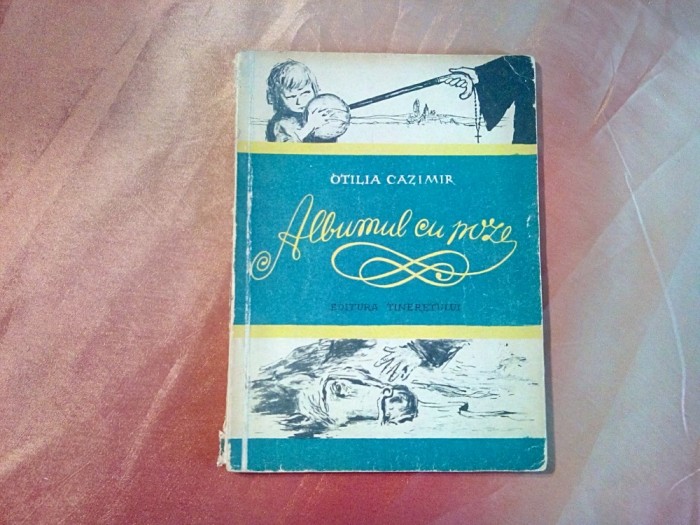 OTILIA CAZIMIR
Albumul cu poze
EDITURA TINERETULUI